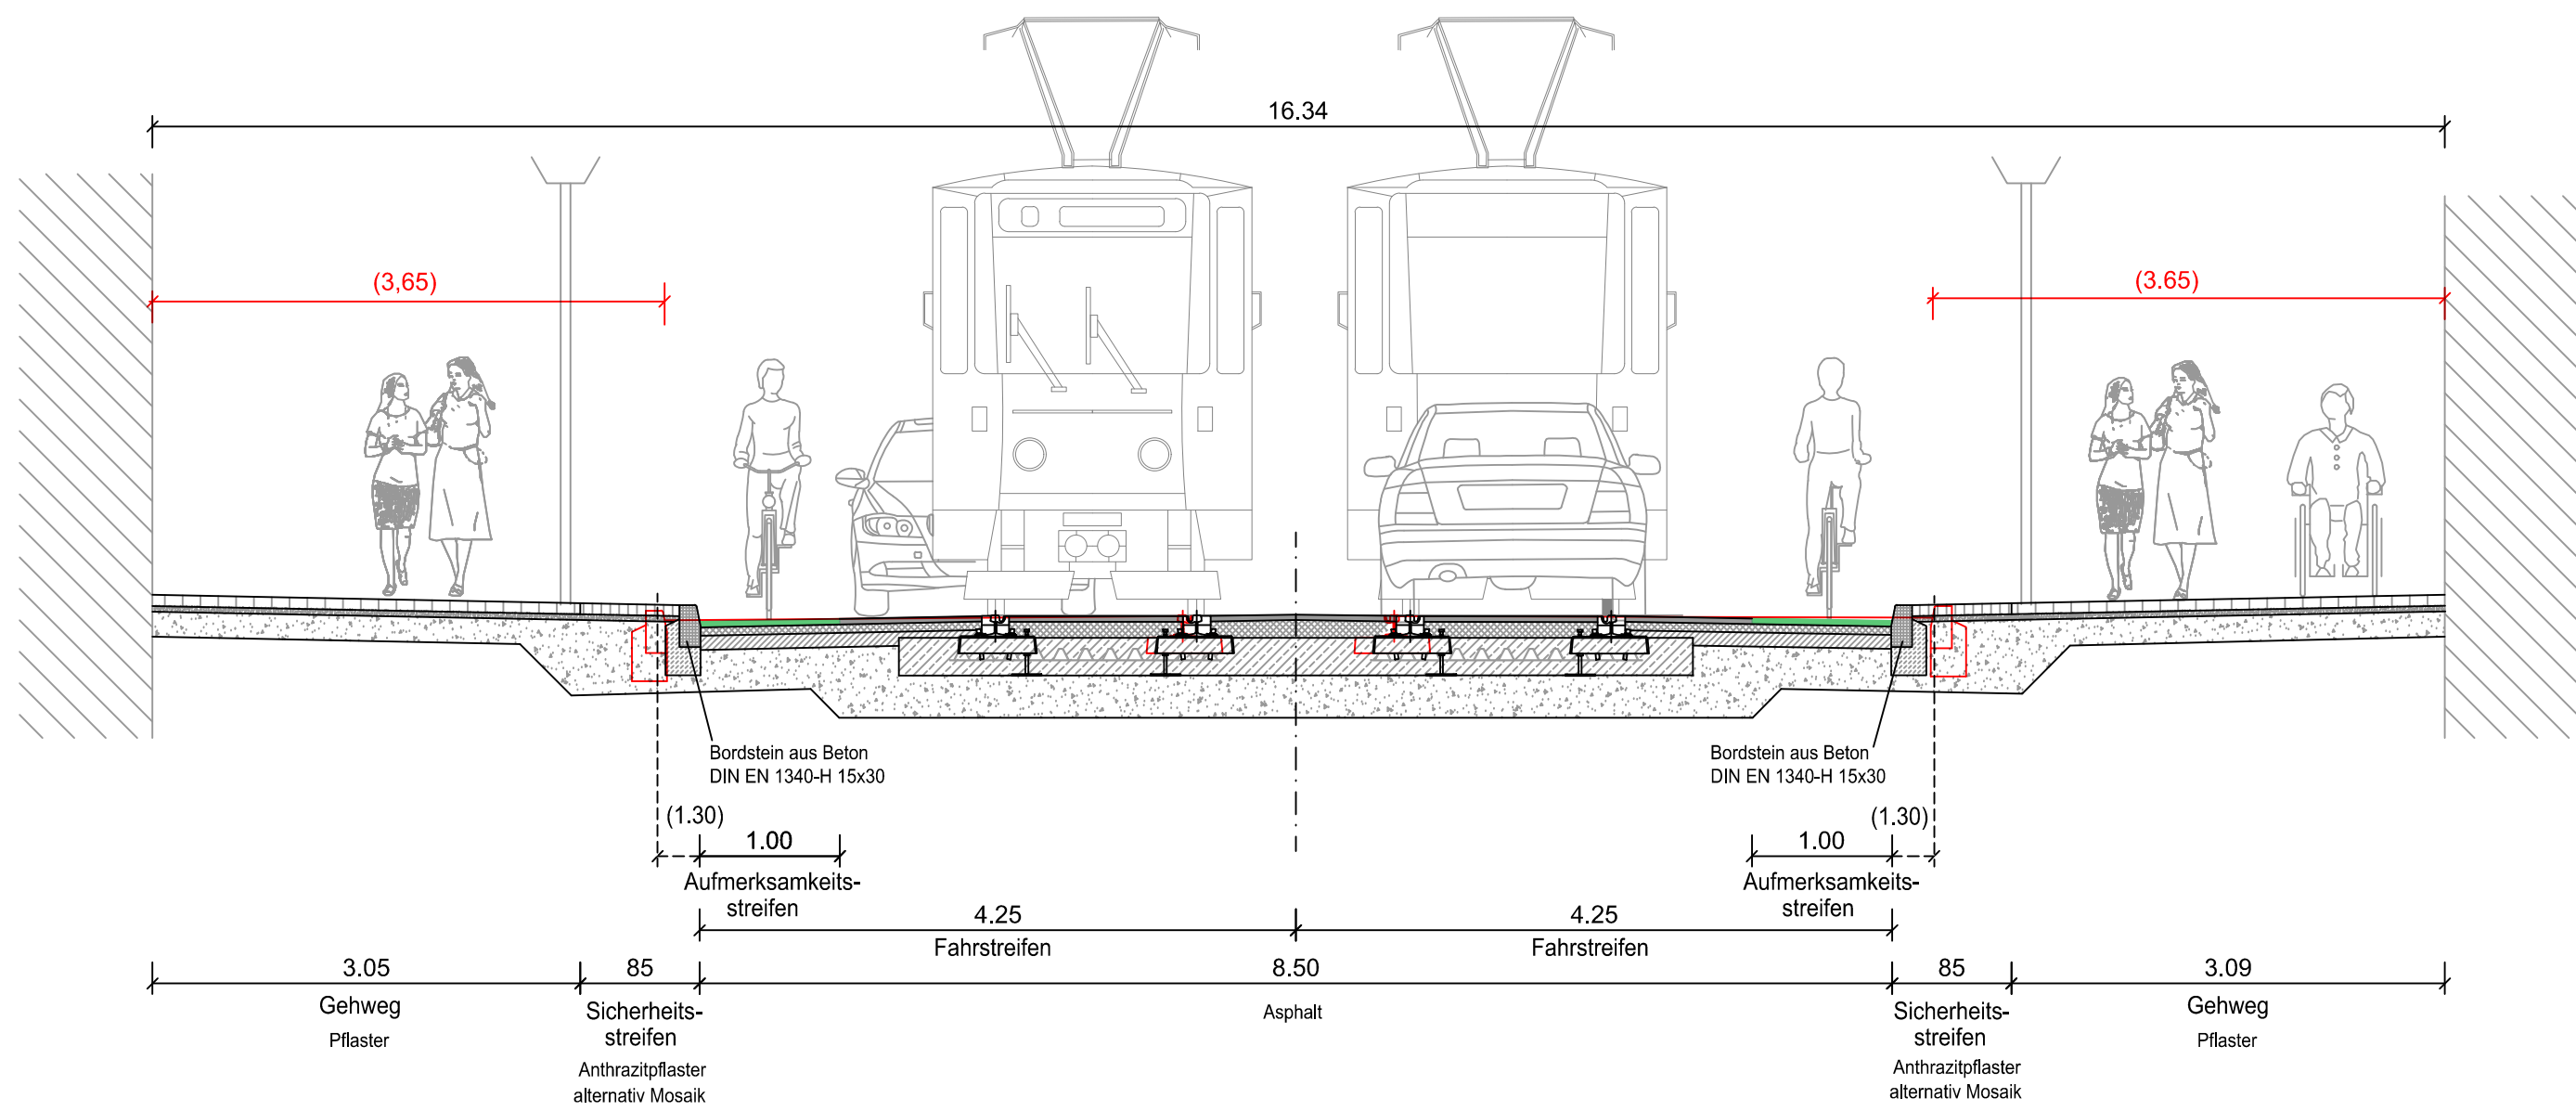 16.34
(3,65)
(3.65)
Bordstein aus Beton
DIN EN 1340-H 15x30
Bordstein aus Beton
DIN EN 1340-H 15x30
(1.30)
(1.30)
1.00
1.00
Aufmerksamkeits-
streifen
Aufmerksamkeits-
streifen
4.25
4.25
Fahrstreifen
Fahrstreifen
3.05
85
8.50
85
3.09
Gehweg
Pflaster
Sicherheits-
streifen
Anthrazitpflaster
alternativ Mosaik
Asphalt
Sicherheits-
streifen
Anthrazitpflaster
alternativ Mosaik
Gehweg
Pflaster